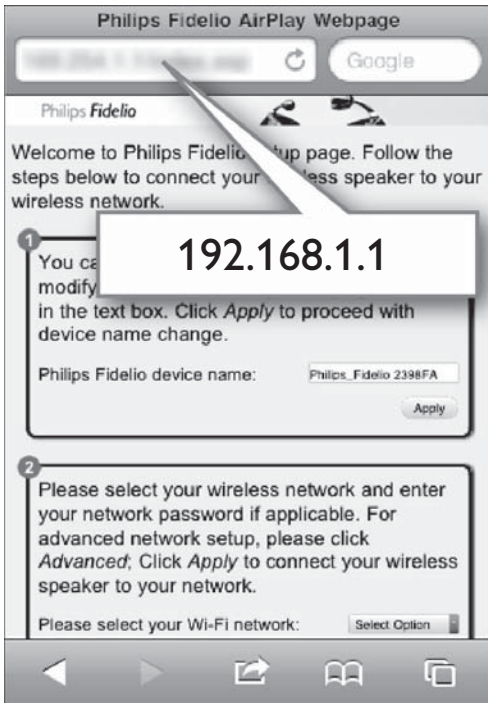 Philips Fidelio AirPlay Webpage
Google
Philips Fidelio
Welcome to Philips Fidelio
up page. Follow the
steps below to connect your
less speaker to your
wireless network.
192.168.1.1
1
You
modify
in the text box. Click Apply to proceed with
device name change.
Philips Fidelio device name:
Philips_Fidelio 2398FA
Apply
2
Please select your wireless network and enter
your network password if applicable. For
advanced network setup, please click
Advanced; Click Apply to connect your wireless
speaker to your network.
Please select your Wi-Fi network:
Select Option